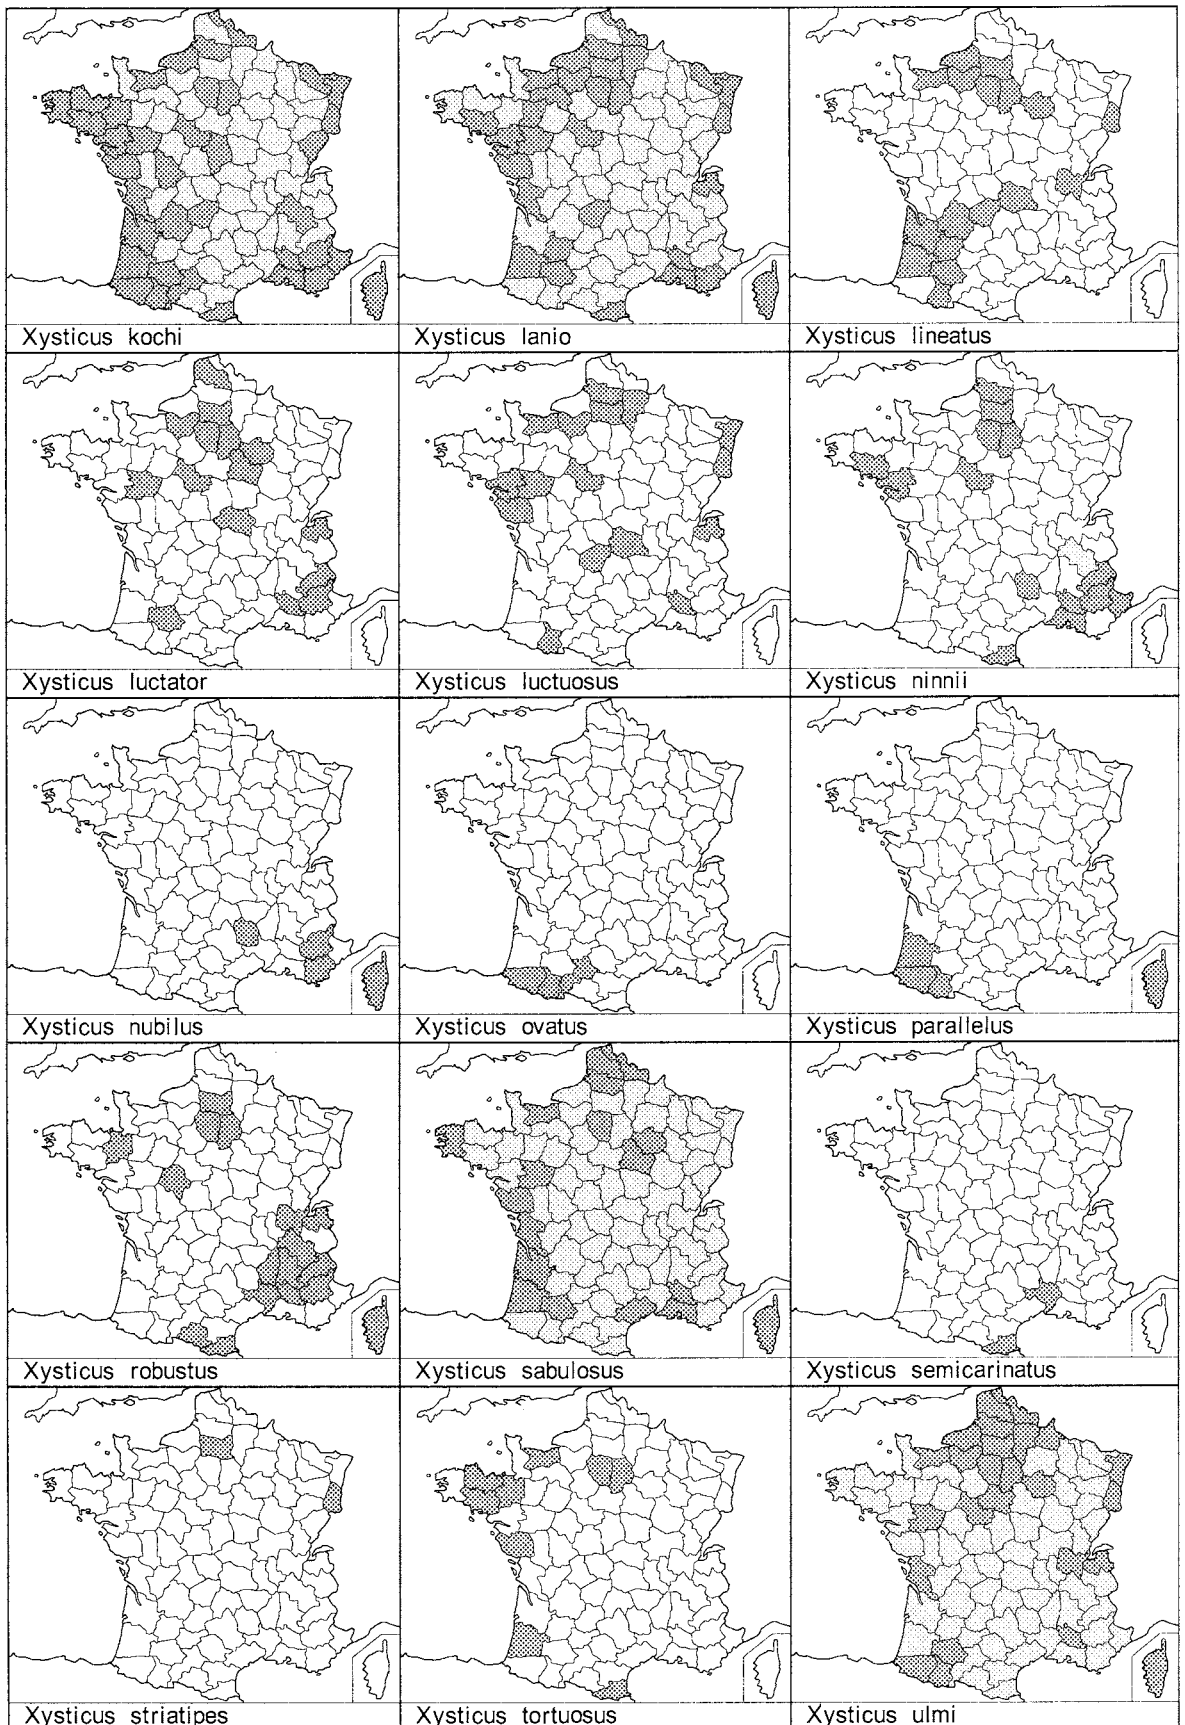 Xysticus kochi
Xysticus lanio
Xysticus lineatus
Xysticus luctator
Xysticus luctuosus
Xysticus ninnii
Xysticus nubilus
Xysticus ovatus
Xysticus parallelus
Xysticus robustus
Xysticus sabulosus
Xysticus semicarinatus
Xysticus striatipes
Xysticus tortuosus
Xysticus ulmi